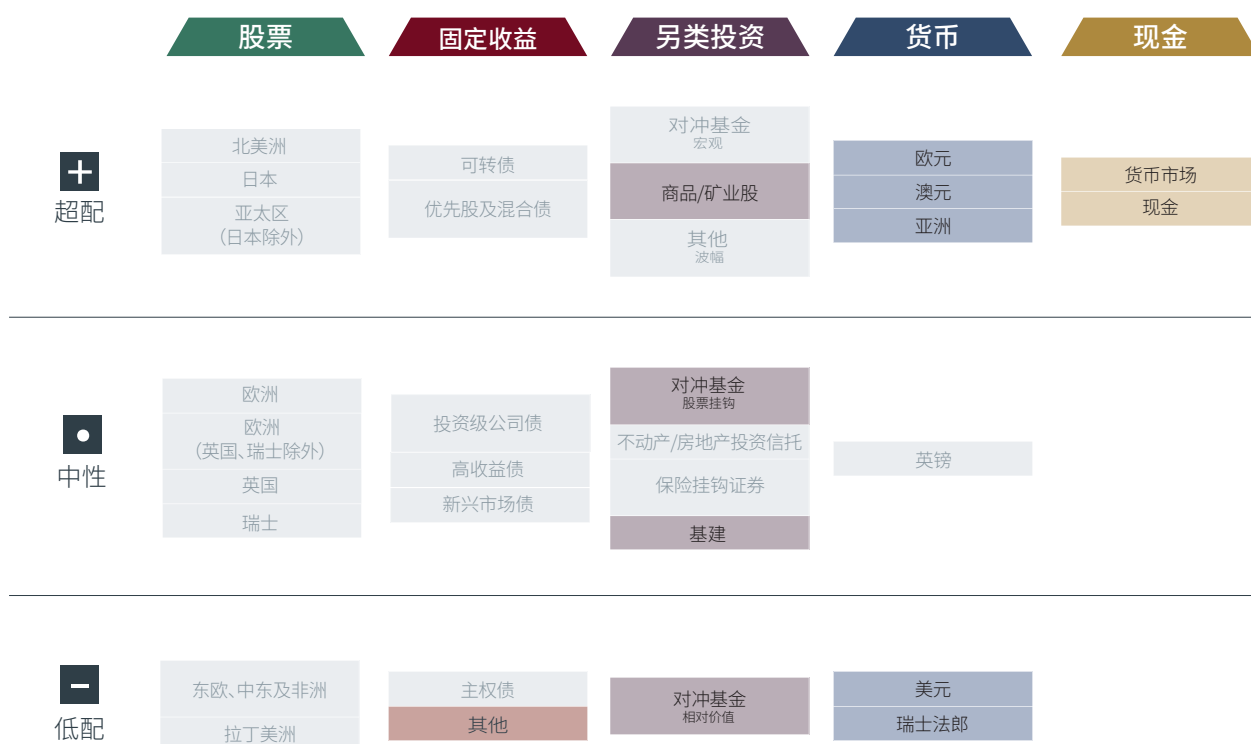 股票
固定收益
另类投资
货币
现金
超配
北美洲
日本
亚太区
（日本除外）
可转债
优先股及混合债
对冲基金
宏观
商品/矿业股
其他
波幅
欧元
澳元
亚洲
货币市场
现金
中性
欧洲
欧洲
（英国、瑞士除外）
英国
瑞士
投资级公司债
高收益债
新兴市场债
对冲基金
股票挂钩
不动产/房地产投资信托
保险挂钩证券
基建
英镑
低配
东欧、中东及非洲
拉丁美洲
主权债
其他
对冲基金
相对价值
美元
瑞士法郎